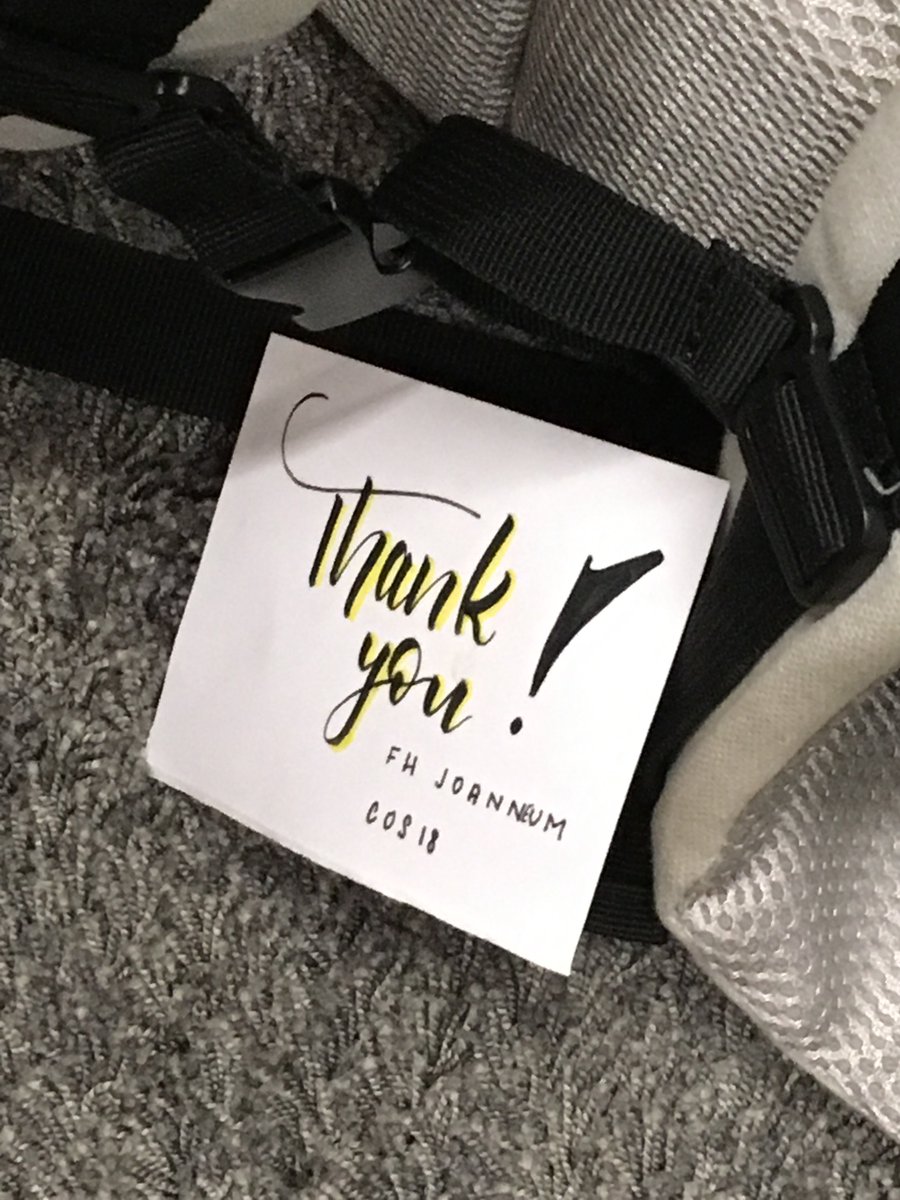 Thank
you !
FH JOANNEUM
COS18